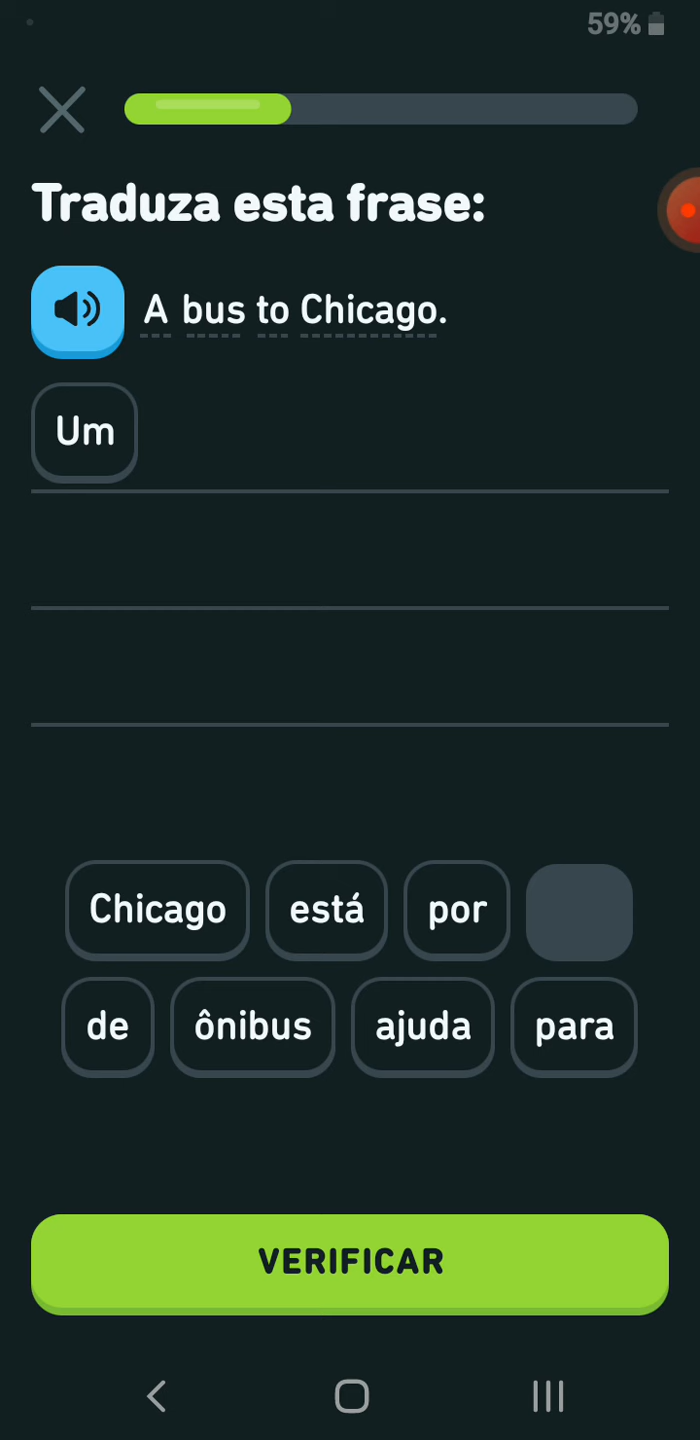 59%
Traduza esta frase:
A bus to Chicago.
Um
Chicago está por
de ônibus ajuda para
VERIFICAR